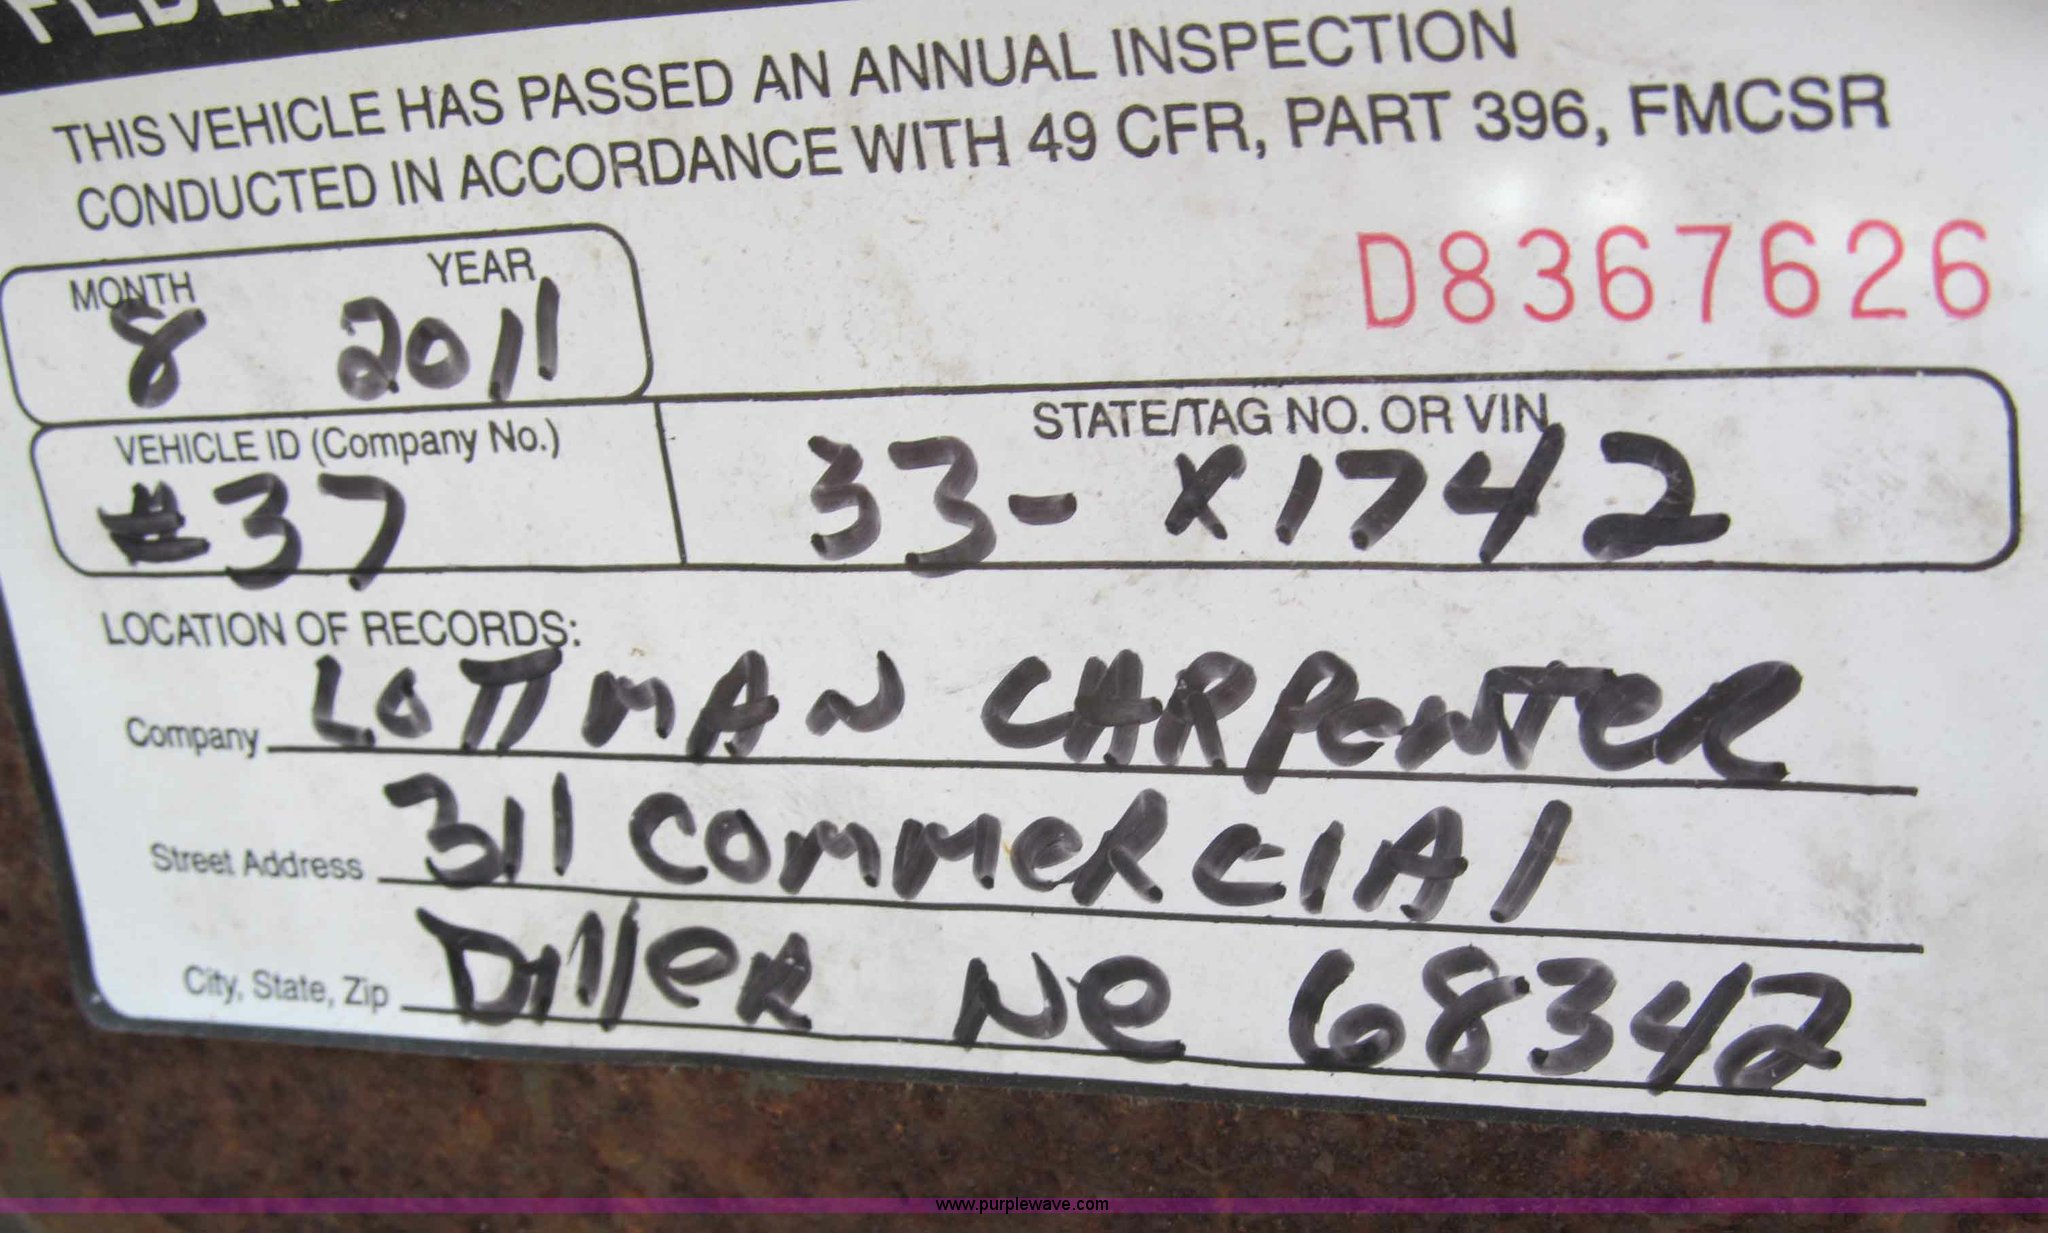 THIS VEHICLE HAS PASSED AN ANNUAL INSPECTION
CONDUCTED IN ACCORDANCE WITH 49 CFR, PART 396, FMCSR
D8367626
MONTH YEAR
8 2011
VEHICLE ID (Company No.) STATE/TAG NO. OR VIN
#37 33-X1742
LOCATION OF RECORDS:
Company LOTTMAN CARPENTER
Street Address 311 COMMERCIAl
City, State, Zip DIlleR Ne 68342
www.purplewave.com